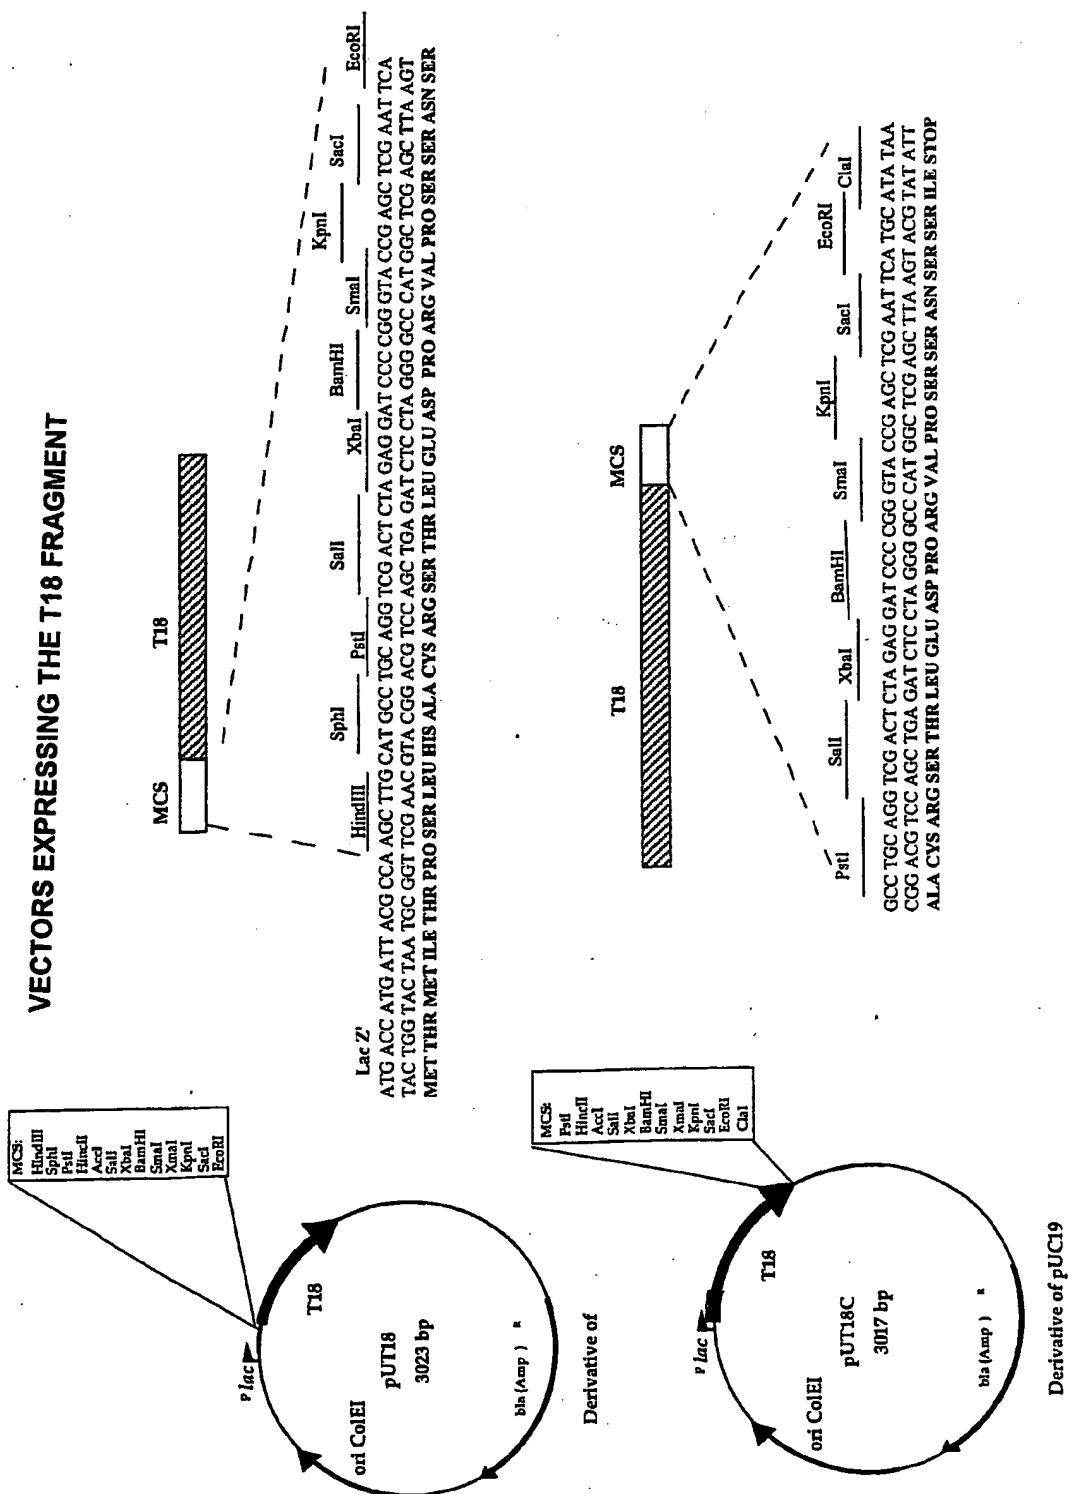 VECTORS EXPRESSING THE T18 FRAGMENT
MCS:
HindIII
SphI
PstI
HincII
AccI
SalI
XbaI
BamHI
SmaI
XmaI
KpnI
SacI
EcoRI
P lac
T18
ori ColEI
pUT18
3023 bp
bla (Amp ) R
Derivative of
MCS
T18
HindIII
SphI
PstI
SalI
XbaI
BamHI
SmaI
KpnI
SacI
EcoRI
Lac Z'
ATG ACC ATG ATT ACG CCA AGC TTG CAT GCC TGC AGG TCG ACT CTA GAG GAT CCC CGG GTA CCG AGC TCG AAT TCA
TAC TGG TAC TAA TGC GGT TCG AAC GTA CGG ACG TCC AGC TGA GAT CTC CTA GGG GCC CAT GGC TCG AGC TTA AGT
MET THR MET ILE THR PRO SER LEU HIS ALA CYS ARG SER THR LEU GLU ASP PRO ARG VAL PRO SER SER ASN SER
MCS:
PstI
HincII
AccI
SalI
XbaI
BamHI
SmaI
XmaI
KpnI
SacI
EcoRI
ClaI
P lac
T18
ori ColEI
pUT18C
3017 bp
bla (Amp ) R
Derivative of pUC19
T18
MCS
PstI
SalI
XbaI
BamHI
SmaI
KpnI
SacI
EcoRI
ClaI
GCC TGC AGG TCG ACT CTA GAG GAT CCC CGG GTA CCG AGC TCG AAT TCA TGC ATA TAA
CGG ACG TCC AGC TGA GAT CTC CTA GGG GCC CAT GGC TCG AGC TTA AGT ACG TAT ATT
ALA CYS ARG SER THR LEU GLU ASP PRO ARG VAL PRO SER SER ASN SER SER ILE STOP